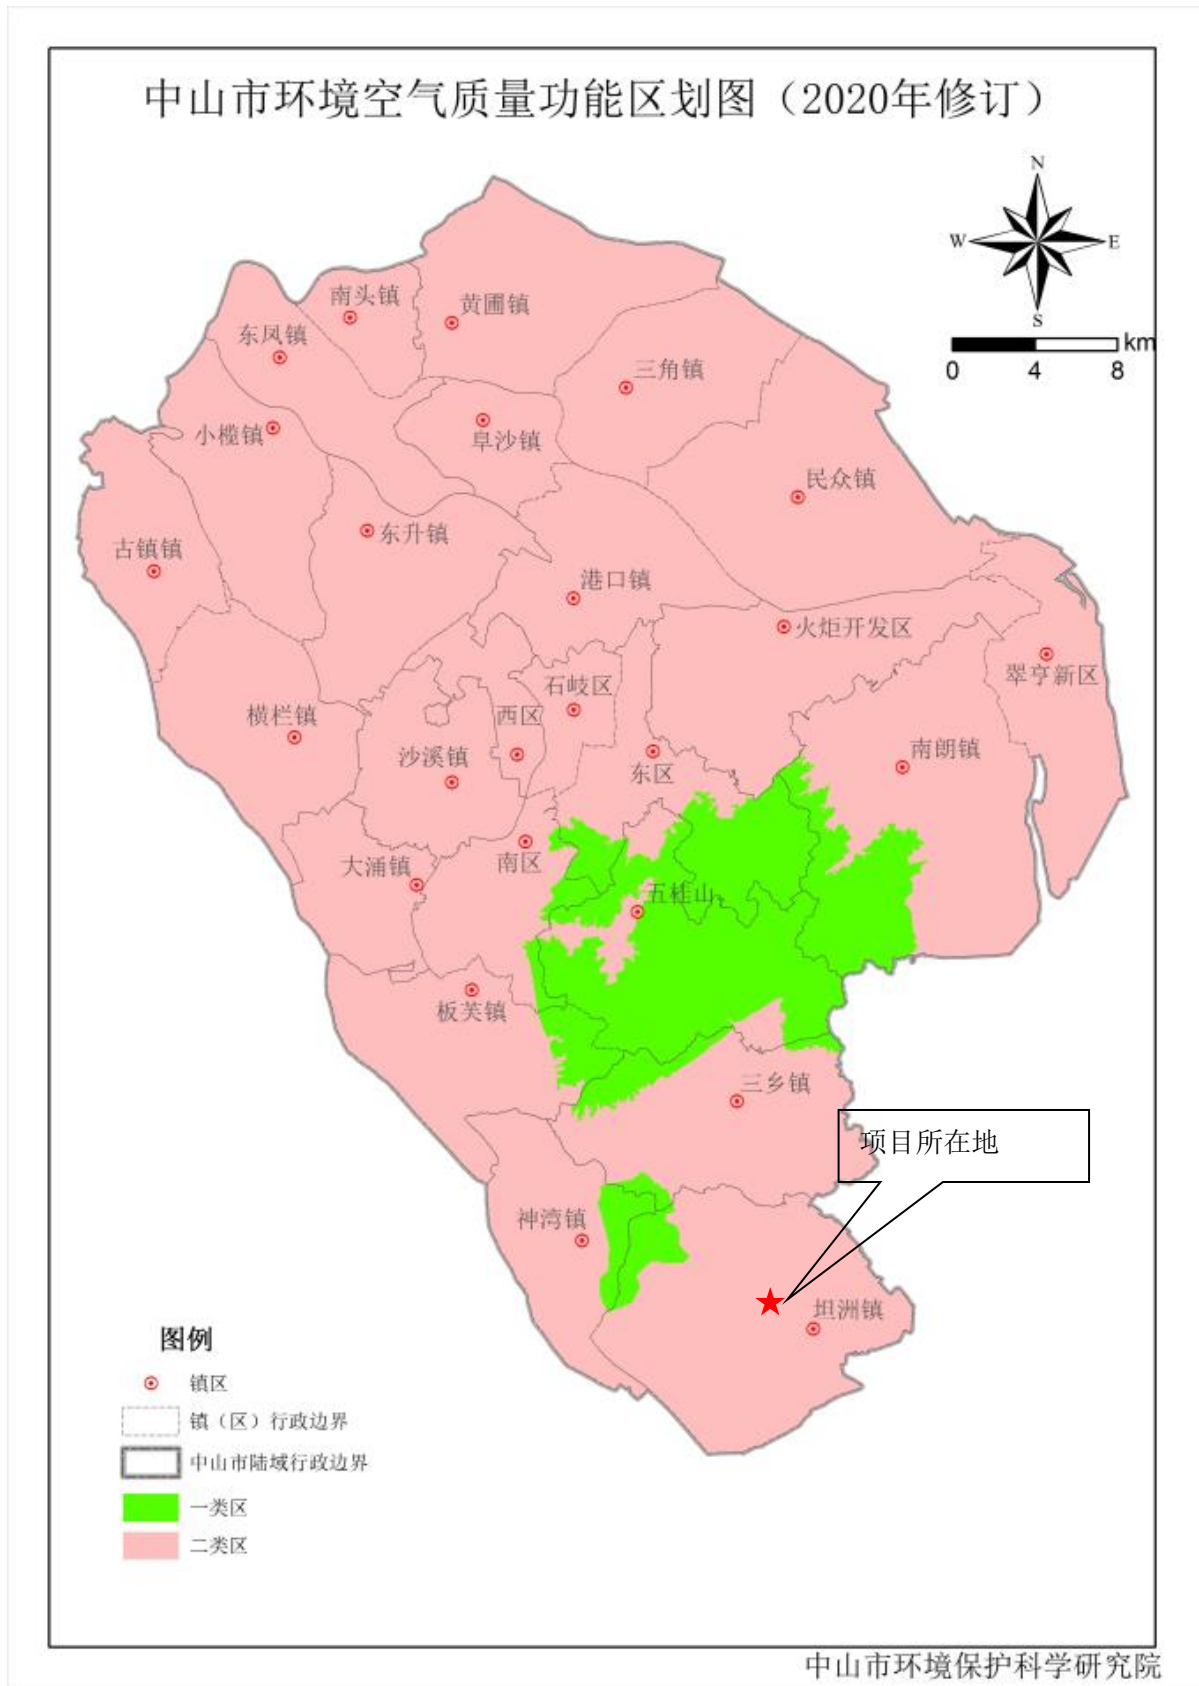 中山市环境空气质量功能区划图（2020年修订）
N
W
E
S
km
0 4 8
南头镇
黄圃镇
东凤镇
三角镇
小榄镇
阜沙镇
民众镇
东升镇
古镇镇
港口镇
火炬开发区
翠亨新区
石岐区
横栏镇
西区
沙溪镇
东区
南朗镇
南区
大涌镇
五桂山
板芙镇
三乡镇
项目所在地
神湾镇
坦洲镇
图例
镇区
镇（区）行政边界
中山市陆域行政边界
一类区
二类区
中山市环境保护科学研究院